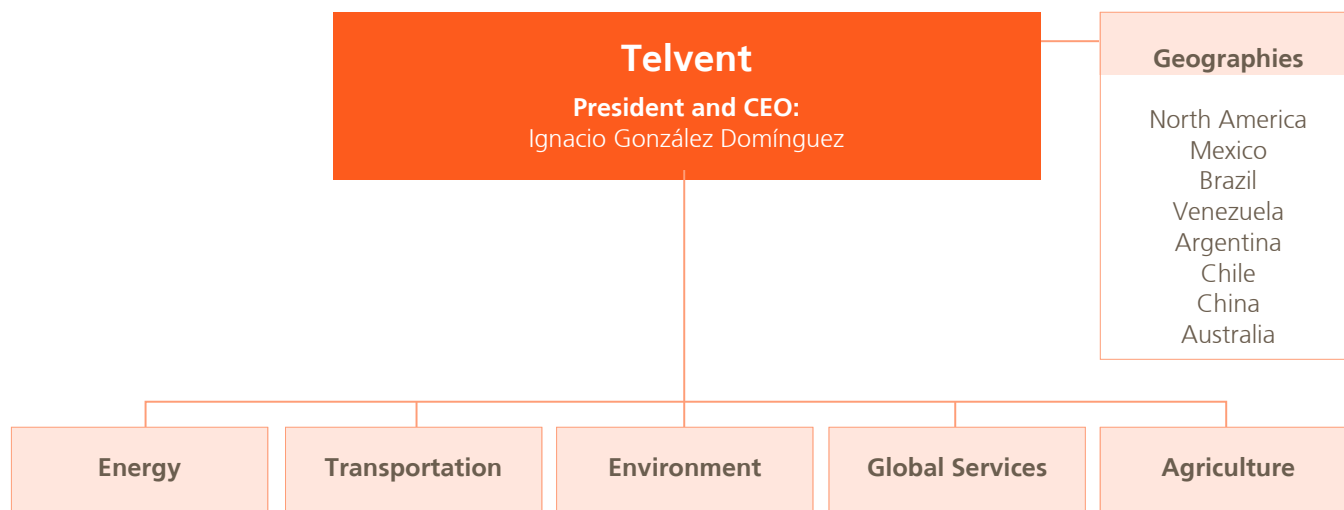 Telvent
President and CEO:
Ignacio González Domínguez
Geographies
North America
Mexico
Brazil
Venezuela
Argentina
Chile
China
Australia
Energy
Transportation
Environment
Global Services
Agriculture